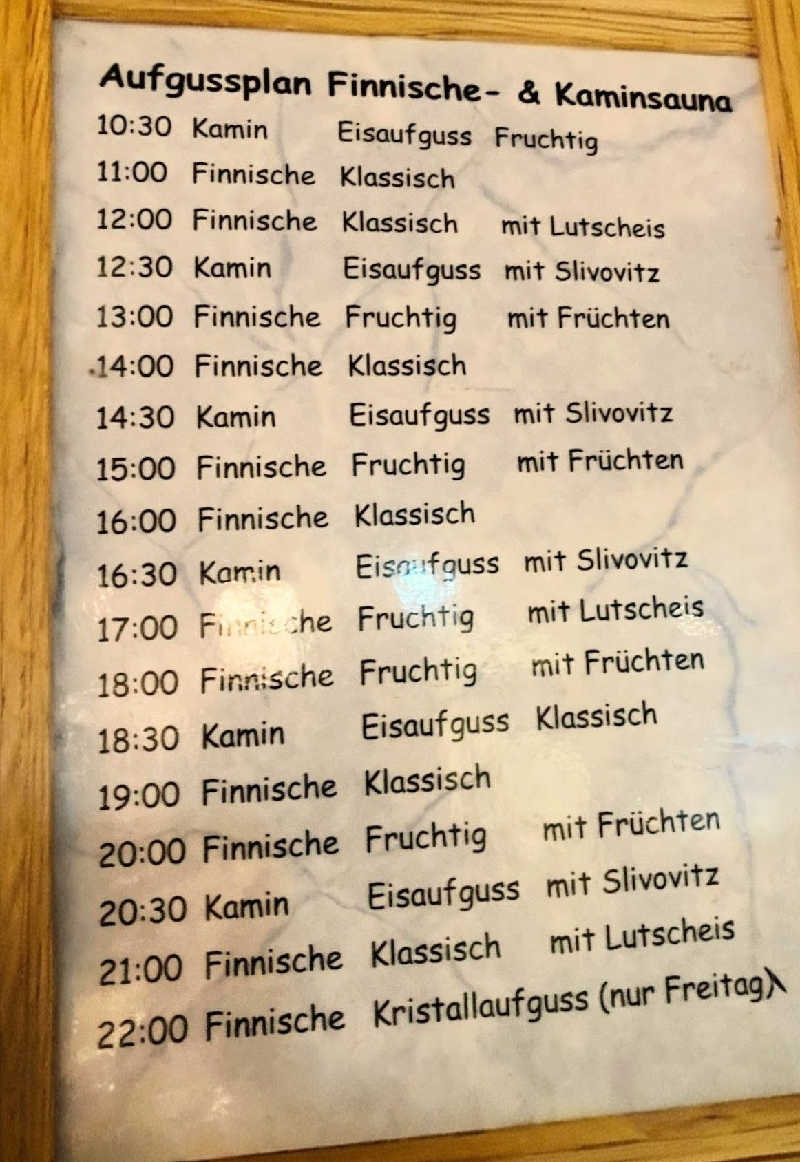 Aufgussplan Finnische- & Kaminsauna
10:30 Kamin Eisaufguss Fruchtig
11:00 Finnische Klassisch
12:00 Finnische Klassisch mit Lutscheis
12:30 Kamin Eisaufguss mit Slivovitz
13:00 Finnische Fruchtig mit Früchten
14:00 Finnische Klassisch
14:30 Kamin Eisaufguss mit Slivovitz
15:00 Finnische Fruchtig mit Früchten
16:00 Finnische Klassisch
16:30 Kamin Eisaufguss mit Slivovitz
17:00 Finnische Fruchtig mit Lutscheis
18:00 Finnische Fruchtig mit Früchten
18:30 Kamin Eisaufguss Klassisch
19:00 Finnische Klassisch
20:00 Finnische Fruchtig mit Früchten
20:30 Kamin Eisaufguss mit Slivovitz
21:00 Finnische Klassisch mit Lutscheis
22:00 Finnische Kristallaufguss (nur Freitag)